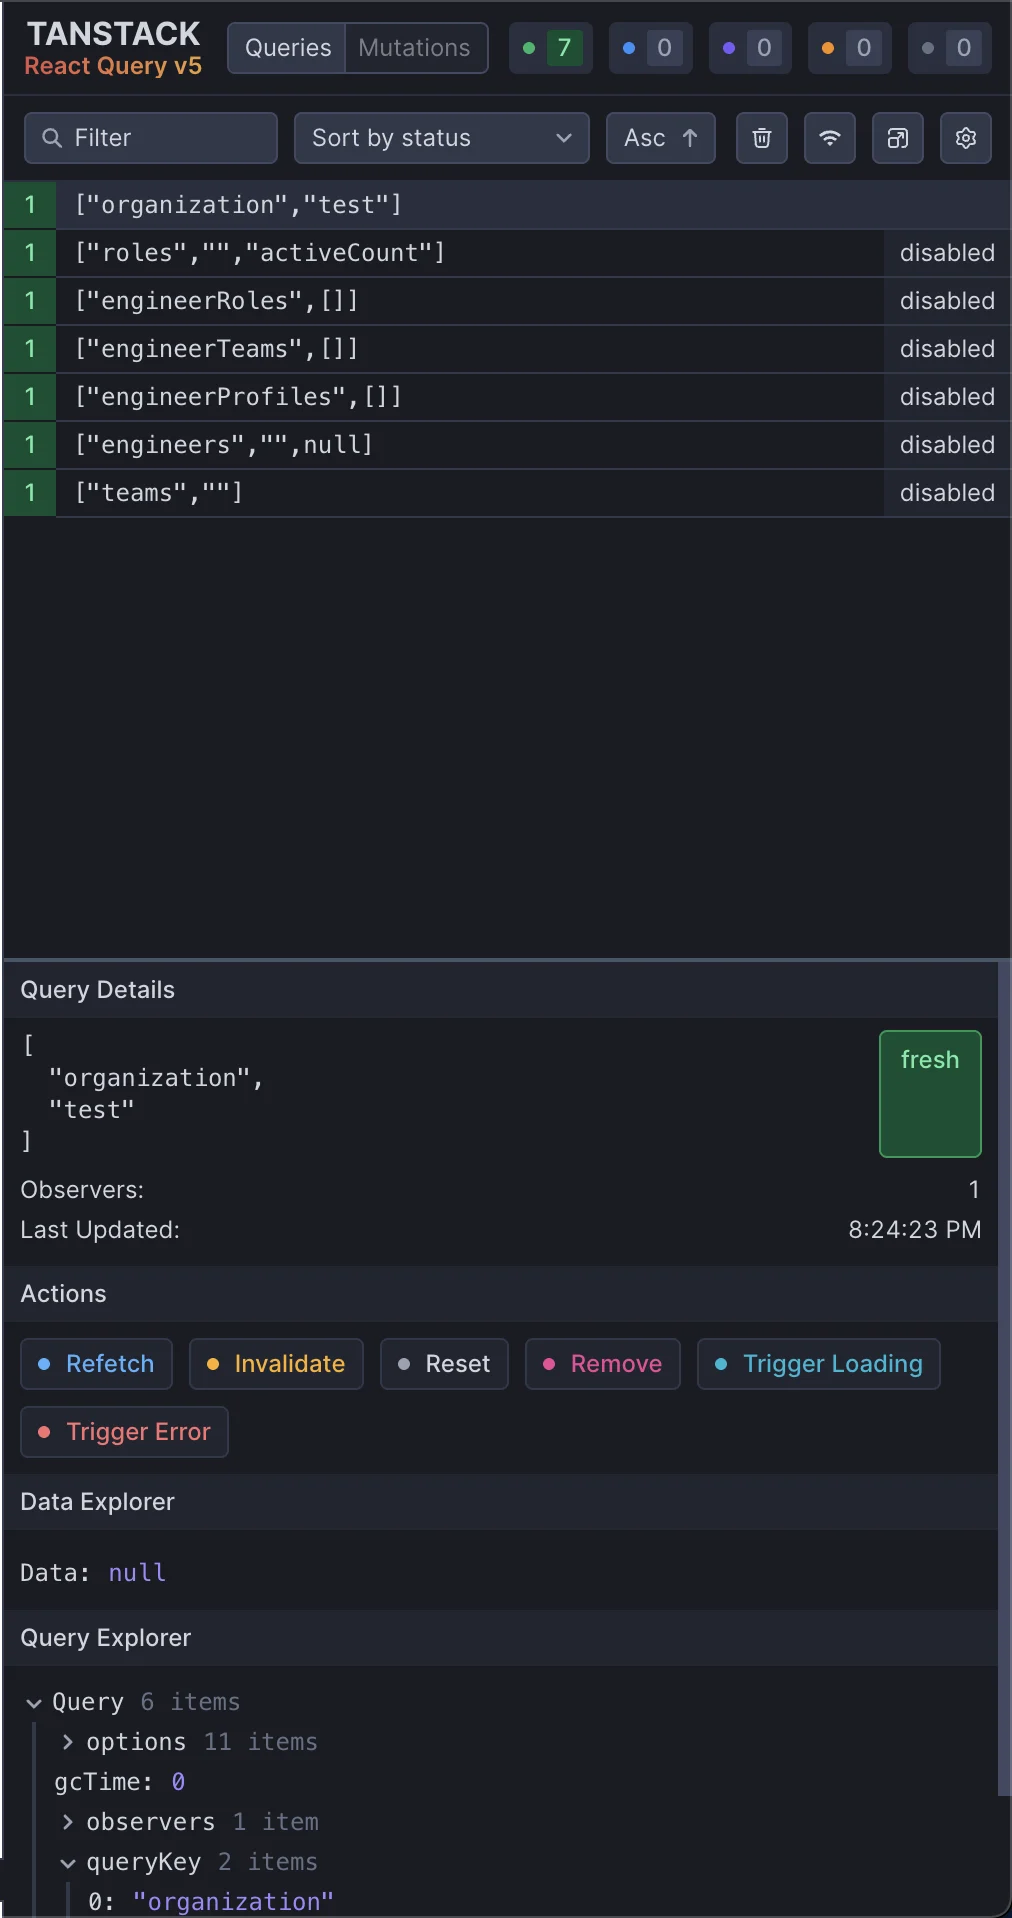 TANSTACK
React Query v5
Queries Mutations 7 0 0 0 0
Filter Sort by status Asc ↑
1 ["organization","test"]
1 ["roles","","activeCount"] disabled
1 ["engineerRoles",[]] disabled
1 ["engineerTeams",[]] disabled
1 ["engineerProfiles",[]] disabled
1 ["engineers","",null] disabled
1 ["teams",""] disabled
Query Details
[
"organization",
"test"
]
fresh
Observers: 1
Last Updated: 8:24:23 PM
Actions
Refetch Invalidate Reset Remove Trigger Loading
Trigger Error
Data Explorer
Data: null
Query Explorer
Query 6 items
options 11 items
gcTime: 0
observers 1 item
queryKey 2 items
0: "organization"